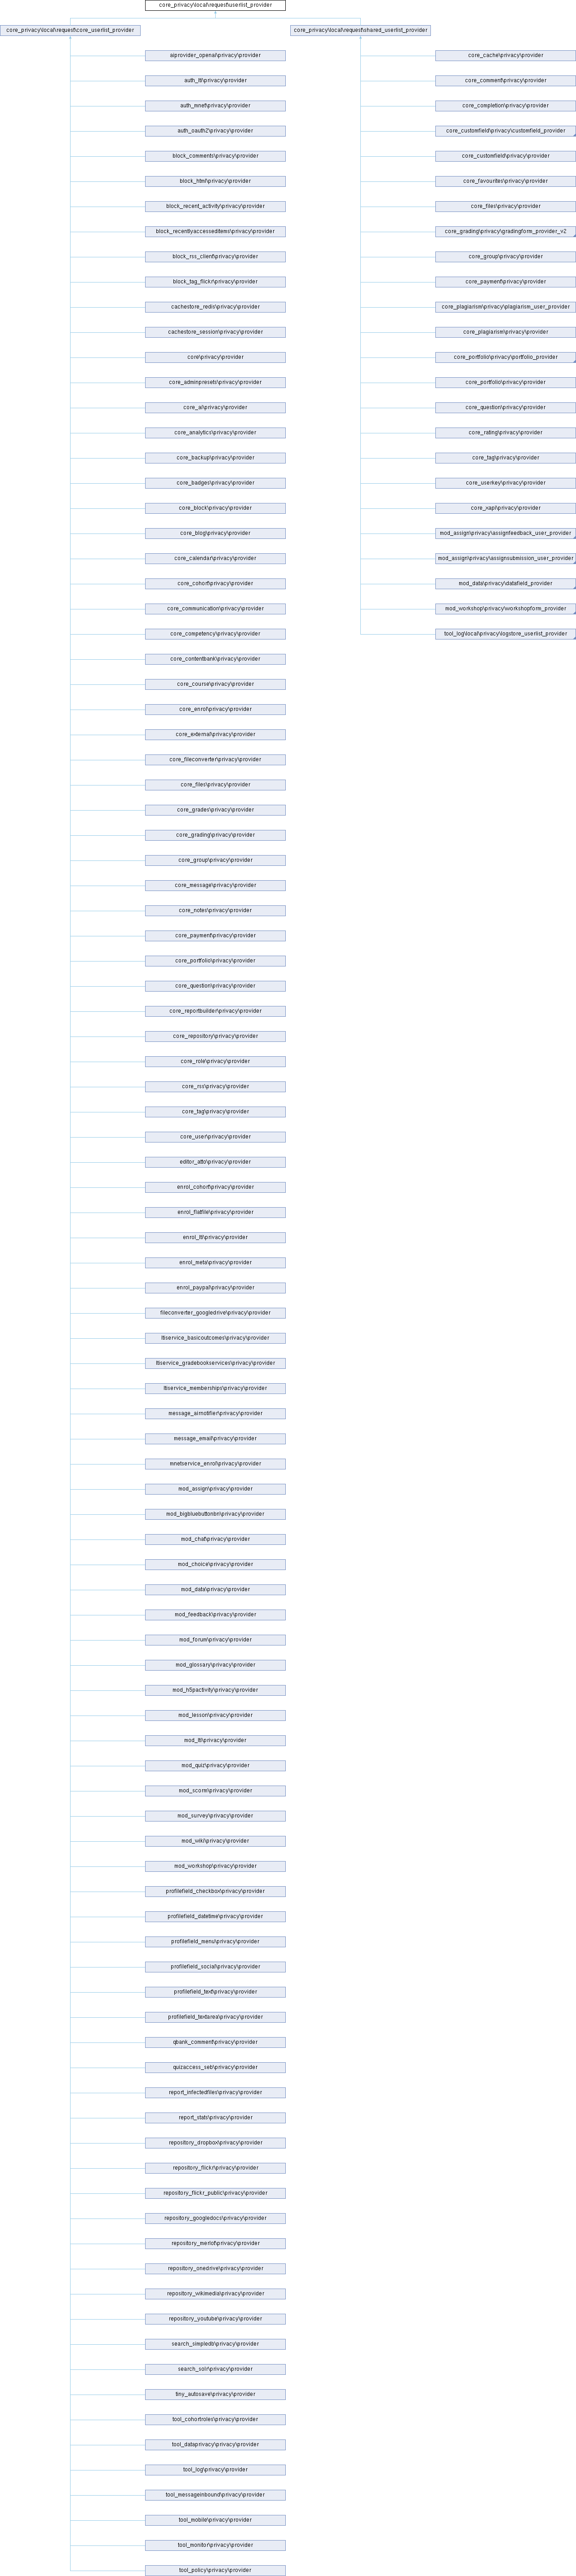 core_privacy\local\request\userlist_provider
core_privacy\local\request\core_userlist_provider
core_privacy\local\request\shared_userlist_provider
aiprovider_openai\privacy\provider
auth_lti\privacy\provider
auth_mnet\privacy\provider
auth_oauth2\privacy\provider
block_comments\privacy\provider
block_html\privacy\provider
block_recent_activity\privacy\provider
block_recentlyaccesseditems\privacy\provider
block_rss_client\privacy\provider
block_tag_flickr\privacy\provider
cachestore_redis\privacy\provider
cachestore_session\privacy\provider
core\privacy\provider
core_adminpresets\privacy\provider
core_ai\privacy\provider
core_analytics\privacy\provider
core_backup\privacy\provider
core_badges\privacy\provider
core_block\privacy\provider
core_blog\privacy\provider
core_calendar\privacy\provider
core_cohort\privacy\provider
core_communication\privacy\provider
core_competency\privacy\provider
core_contentbank\privacy\provider
core_course\privacy\provider
core_enrol\privacy\provider
core_external\privacy\provider
core_fileconverter\privacy\provider
core_files\privacy\provider
core_grades\privacy\provider
core_grading\privacy\provider
core_group\privacy\provider
core_message\privacy\provider
core_notes\privacy\provider
core_payment\privacy\provider
core_portfolio\privacy\provider
core_question\privacy\provider
core_reportbuilder\privacy\provider
core_repository\privacy\provider
core_role\privacy\provider
core_rss\privacy\provider
core_tag\privacy\provider
core_user\privacy\provider
editor_atto\privacy\provider
enrol_cohort\privacy\provider
enrol_flatfile\privacy\provider
enrol_lti\privacy\provider
enrol_meta\privacy\provider
enrol_paypal\privacy\provider
fileconverter_googledrive\privacy\provider
ltiservice_basicoutcomes\privacy\provider
ltiservice_gradebookservices\privacy\provider
ltiservice_memberships\privacy\provider
message_airnotifier\privacy\provider
message_email\privacy\provider
mnetservice_enrol\privacy\provider
mod_assign\privacy\provider
mod_bigbluebuttonbn\privacy\provider
mod_chat\privacy\provider
mod_choice\privacy\provider
mod_data\privacy\provider
mod_feedback\privacy\provider
mod_forum\privacy\provider
mod_glossary\privacy\provider
mod_h5pactivity\privacy\provider
mod_lesson\privacy\provider
mod_lti\privacy\provider
mod_quiz\privacy\provider
mod_scorm\privacy\provider
mod_survey\privacy\provider
mod_wiki\privacy\provider
mod_workshop\privacy\provider
profilefield_checkbox\privacy\provider
profilefield_datetime\privacy\provider
profilefield_menu\privacy\provider
profilefield_social\privacy\provider
profilefield_text\privacy\provider
profilefield_textarea\privacy\provider
qbank_comment\privacy\provider
quizaccess_seb\privacy\provider
report_infectedfiles\privacy\provider
report_stats\privacy\provider
repository_dropbox\privacy\provider
repository_flickr\privacy\provider
repository_flickr_public\privacy\provider
repository_googledocs\privacy\provider
repository_merlot\privacy\provider
repository_onedrive\privacy\provider
repository_wikimedia\privacy\provider
repository_youtube\privacy\provider
search_simpledb\privacy\provider
search_solr\privacy\provider
tiny_autosave\privacy\provider
tool_cohortroles\privacy\provider
tool_dataprivacy\privacy\provider
tool_log\privacy\provider
tool_messageinbound\privacy\provider
tool_mobile\privacy\provider
tool_monitor\privacy\provider
tool_policy\privacy\provider
core_cache\privacy\provider
core_comment\privacy\provider
core_completion\privacy\provider
core_customfield\privacy\customfield_provider
core_customfield\privacy\provider
core_favourites\privacy\provider
core_files\privacy\provider
core_grading\privacy\gradingform_provider_v2
core_group\privacy\provider
core_payment\privacy\provider
core_plagiarism\privacy\plagiarism_user_provider
core_plagiarism\privacy\provider
core_portfolio\privacy\portfolio_provider
core_portfolio\privacy\provider
core_question\privacy\provider
core_rating\privacy\provider
core_tag\privacy\provider
core_userkey\privacy\provider
core_xapi\privacy\provider
mod_assign\privacy\assignfeedback_user_provider
mod_assign\privacy\assignsubmission_user_provider
mod_data\privacy\datafield_provider
mod_workshop\privacy\workshopform_provider
tool_log\local\privacy\logstore_userlist_provider